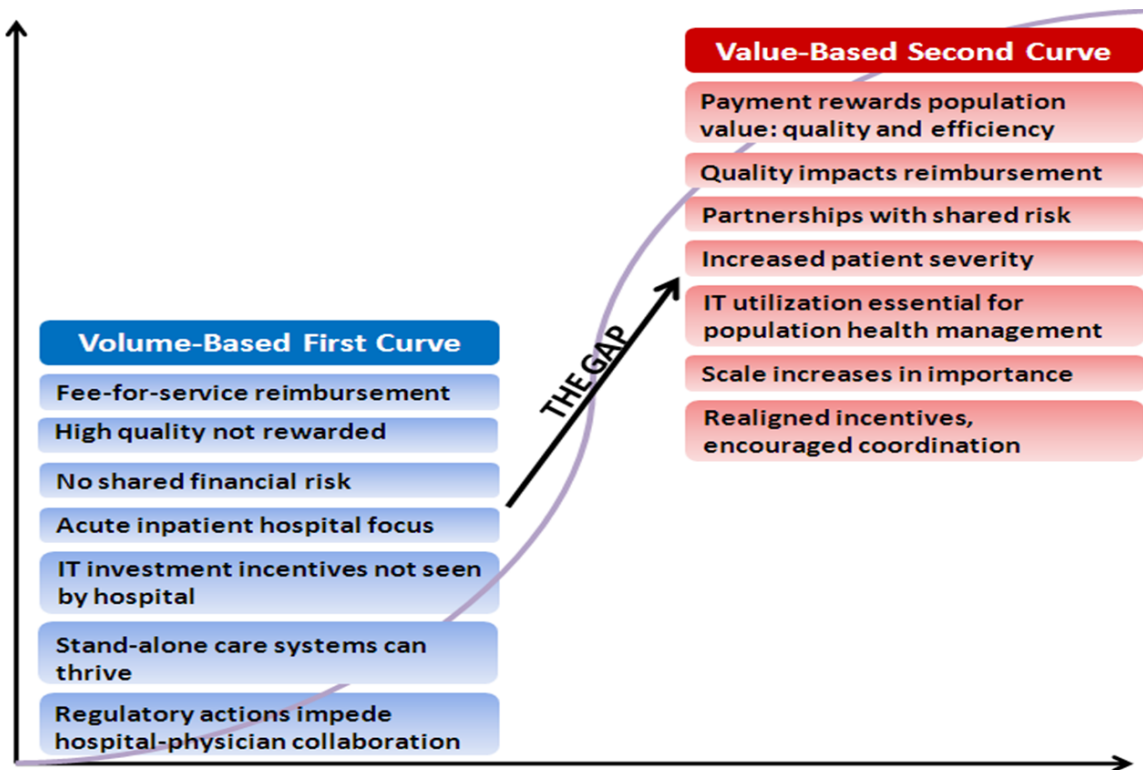 Value-Based Second Curve
Payment rewards population
value: quality and efficiency
Quality impacts reimbursement
Partnerships with shared risk
Increased patient severity
IT utilization essential for
population health management
Scale increases in importance
Realigned incentives,
encouraged coordination
THE GAP
Volume-Based First Curve
Fee-for-service reimbursement
High quality not rewarded
No shared financial risk
Acute inpatient hospital focus
IT investment incentives not seen
by hospital
Stand-alone care systems can
thrive
Regulatory actions impede
hospital-physician collaboration